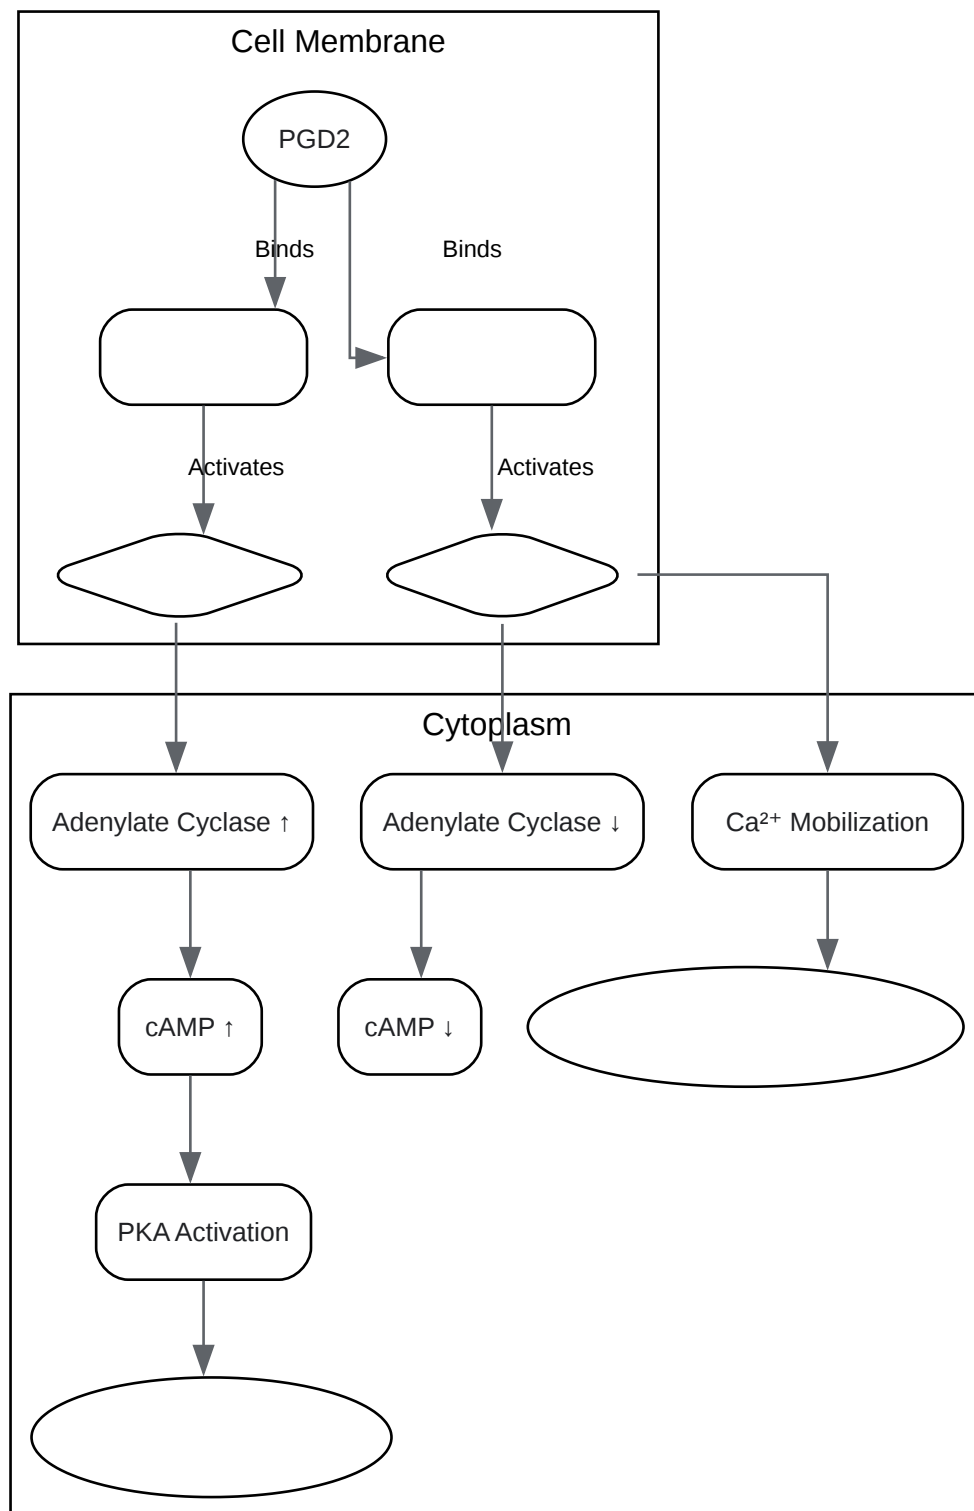 Cell Membrane
PGD2
Binds
Binds
Activates
Activates
Cytoplasm
Adenylate Cyclase ↑
Adenylate Cyclase ↓
Ca²⁺ Mobilization
cAMP ↑
cAMP ↓
PKA Activation